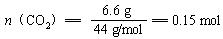 n（CO₂）== 6.6 g / 44 g/mol == 0.15 mol